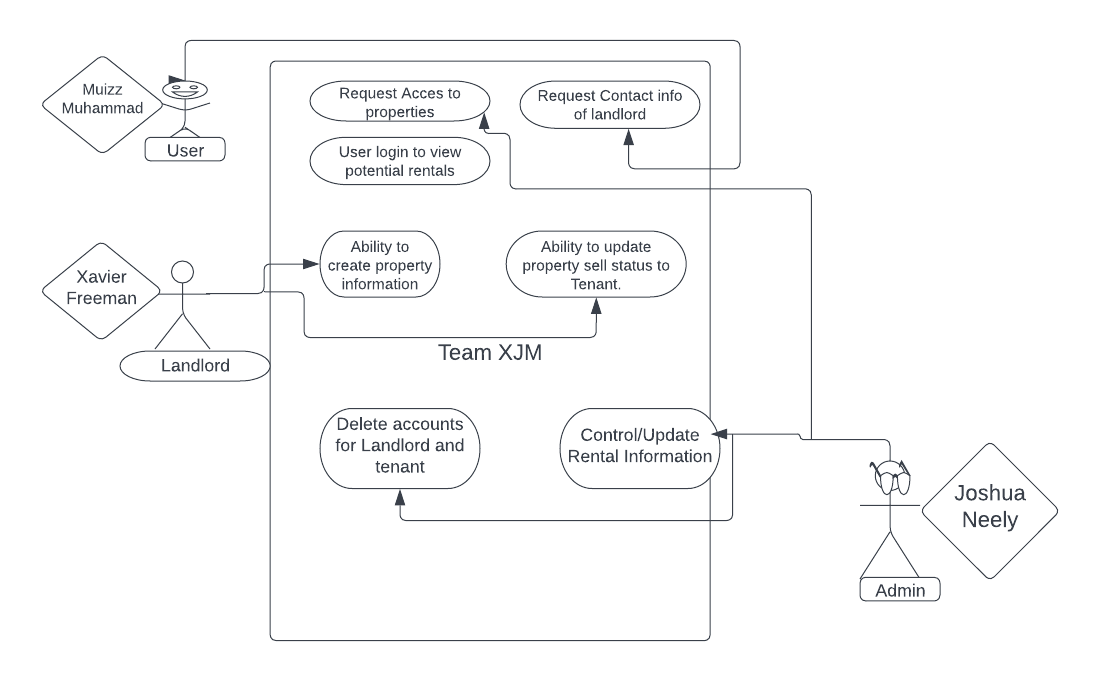 Muizz
Muhammad
User
Request Acces to
properties
Request Contact info
of landlord
User login to view
potential rentals
Xavier
Freeman
Landlord
Ability to
create property
information
Ability to update
property sell status to
Tenant.
Team XJM
Delete accounts
for Landlord and
tenant
Control/Update
Rental Information
Joshua
Neely
Admin